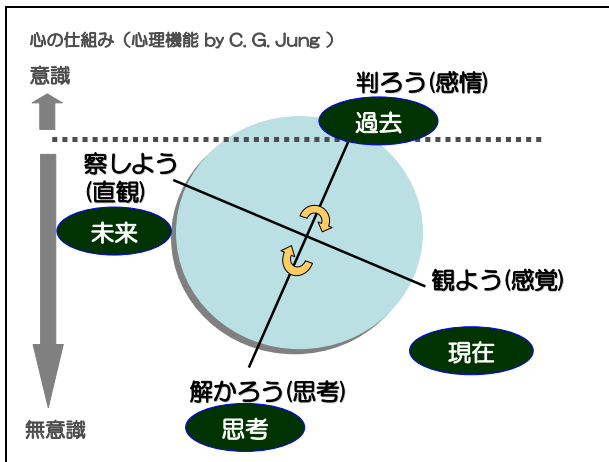 心の仕組み（心理機能 by C. G. Jung ）
意識
判ろう(感情)
過去
察しよう
(直観)
未来
観よう(感覚)
現在
解かろう(思考)
思考
無意識